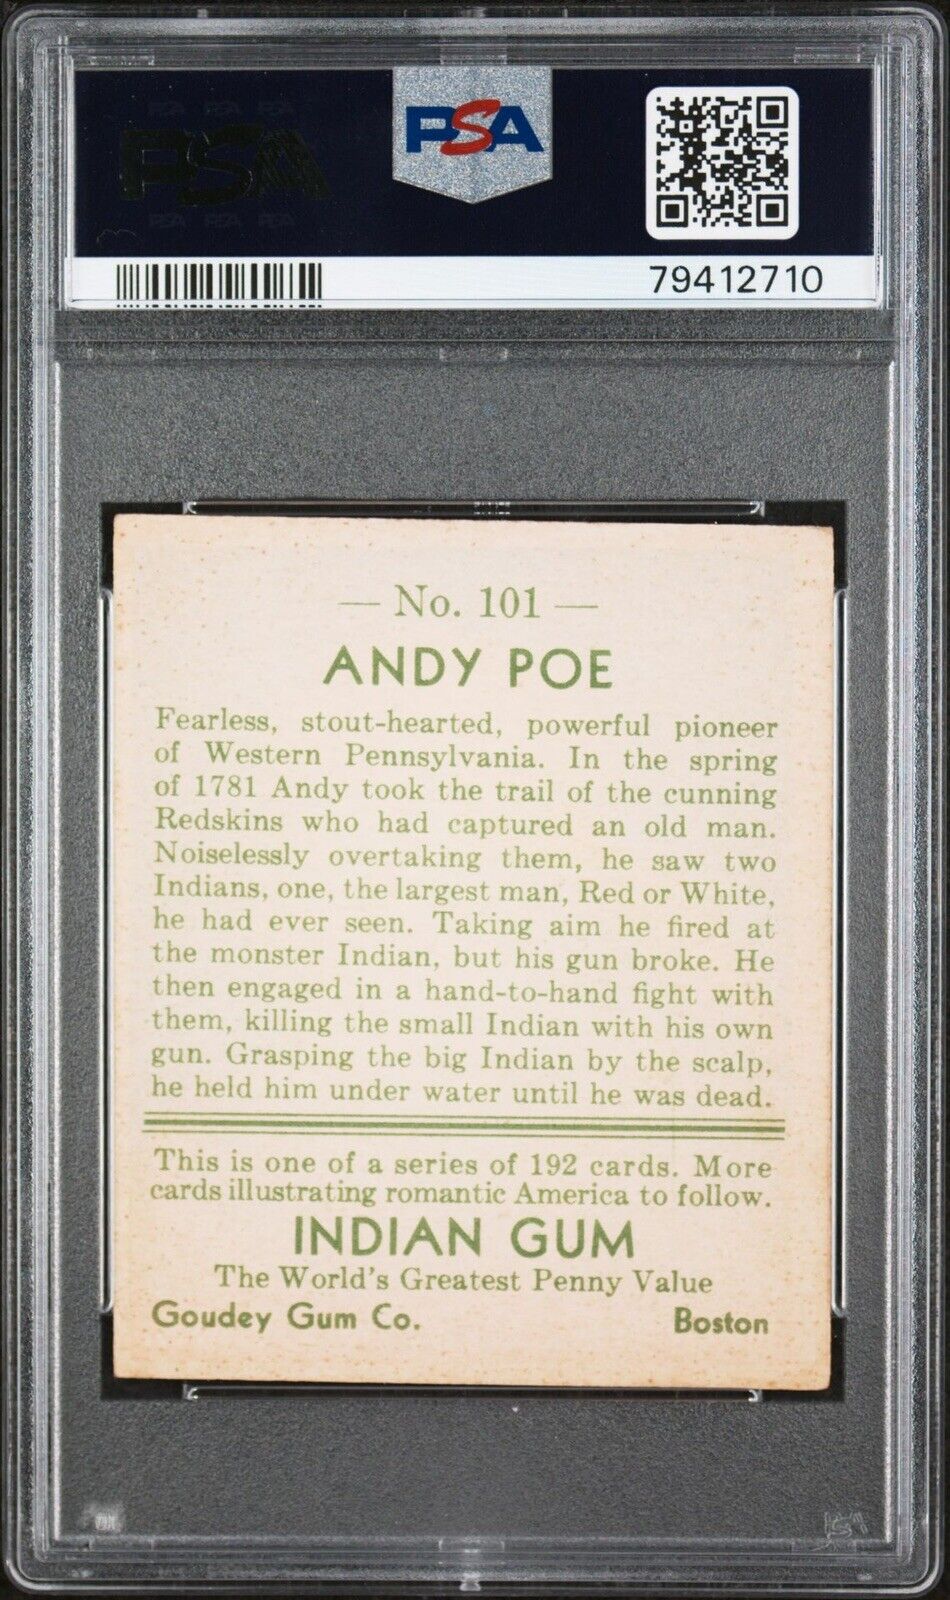 PSA
PSA
79412710
— No. 101 —
ANDY POE
Fearless, stout-hearted, powerful pioneer
of Western Pennsylvania. In the spring
of 1781 Andy took the trail of the cunning
Redskins who had captured an old man.
Noiselessly overtaking them, he saw two
Indians, one, the largest man, Red or White,
he had ever seen. Taking aim he fired at
the monster Indian, but his gun broke. He
then engaged in a hand-to-hand fight with
them, killing the small Indian with his own
gun. Grasping the big Indian by the scalp,
he held him under water until he was dead.
This is one of a series of 192 cards. More
cards illustrating romantic America to follow.
INDIAN GUM
The World's Greatest Penny Value
Goudey Gum Co. Boston